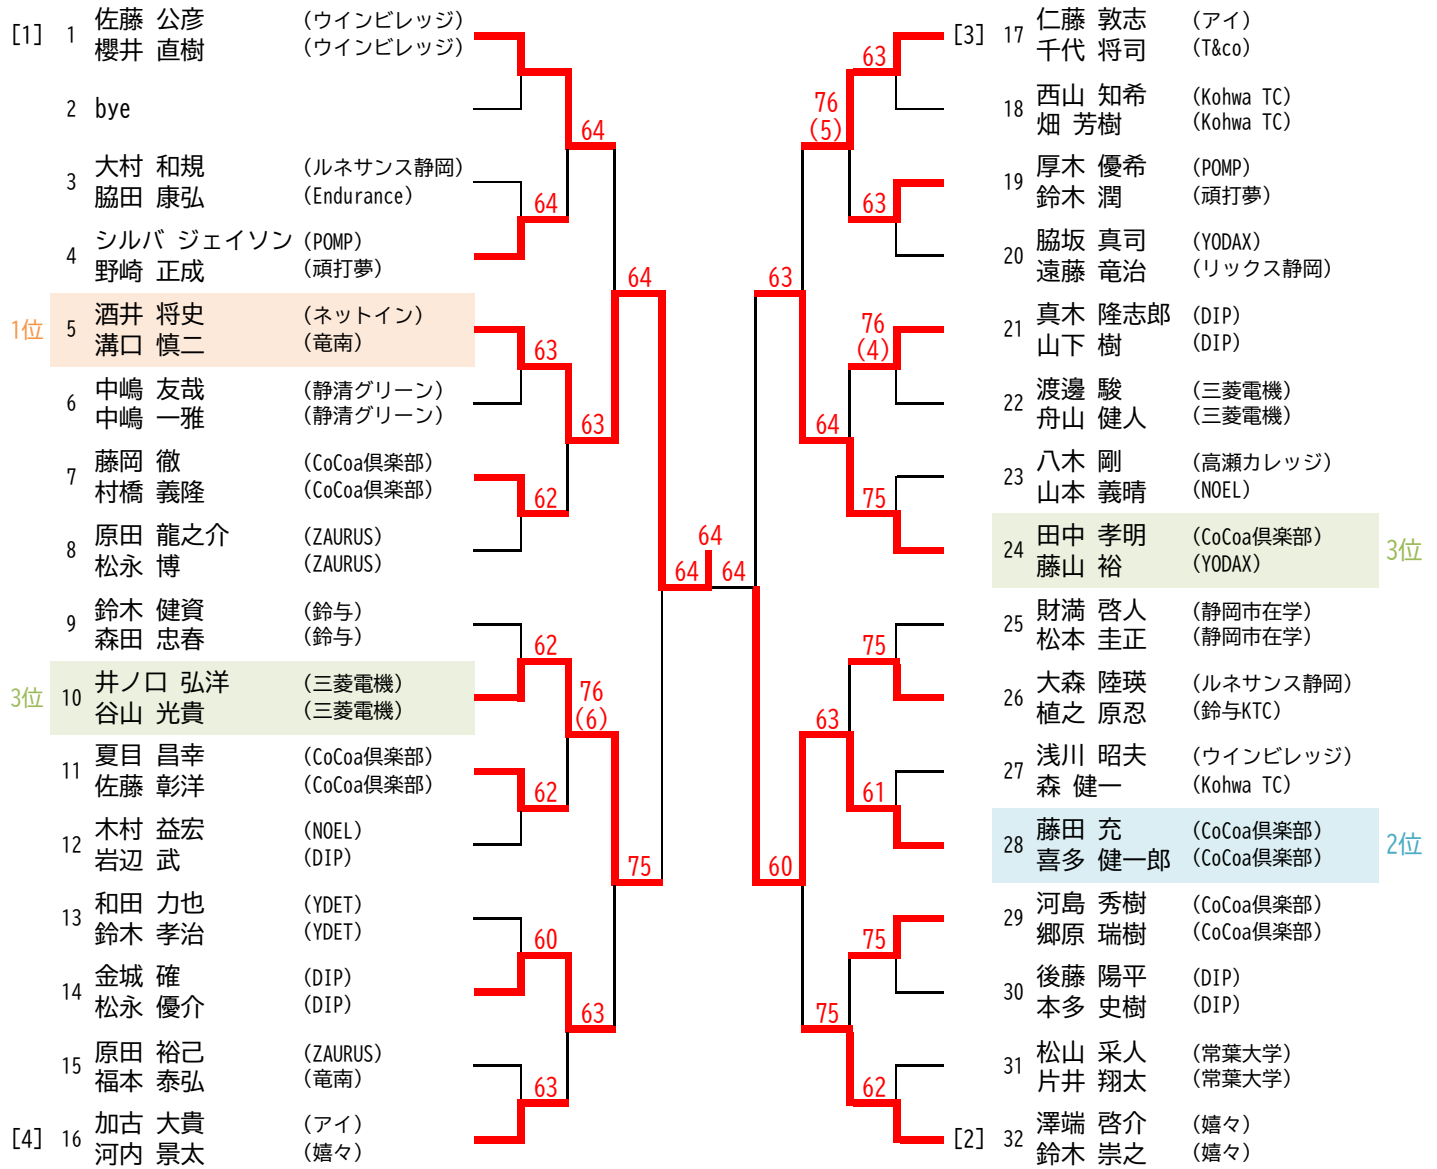 [1] 1 佐藤 公彦 (ウインビレッジ)
櫻井 直樹 (ウインビレッジ)
2 bye
64
3 大村 和規 (ルネサンス静岡)
脇田 康弘 (Endurance)
64
4 シルバ ジェイソン (POMP)
野崎 正成 (頑打夢)
64
1位 5 酒井 将史 (ネットイン)
溝口 慎二 (竜南)
63
6 中嶋 友哉 (静清グリーン)
中嶋 一雅 (静清グリーン)
63
7 藤岡 徹 (CoCoa倶楽部)
村橋 義隆 (CoCoa倶楽部)
62
8 原田 龍之介 (ZAURUS)
松永 博 (ZAURUS)
64
64 64
9 鈴木 健資 (鈴与)
森田 忠春 (鈴与)
62
3位 10 井ノ口 弘洋 (三菱電機)
谷山 光貴 (三菱電機)
76
(6)
11 夏目 昌幸 (CoCoa倶楽部)
佐藤 彰洋 (CoCoa倶楽部)
62
12 木村 益宏 (NOEL)
岩辺 武 (DIP)
75
13 和田 力也 (YDET)
鈴木 孝治 (YDET)
60
14 金城 確 (DIP)
松永 優介 (DIP)
63
15 原田 裕己 (ZAURUS)
福本 泰弘 (竜南)
63
[4] 16 加古 大貴 (アイ)
河内 景太 (嬉々)
[3] 17 仁藤 敦志 (アイ)
千代 将司 (T&co)
63
18 西山 知希 (Kohwa TC)
畑 芳樹 (Kohwa TC)
76
(5)
19 厚木 優希 (POMP)
鈴木 潤 (頑打夢)
63
20 脇坂 真司 (YODAX)
遠藤 竜治 (リックス静岡)
63
21 真木 隆志郎 (DIP)
山下 樹 (DIP)
76
(4)
22 渡邊 駿 (三菱電機)
舟山 健人 (三菱電機)
64
23 八木 剛 (高瀬カレッジ)
山本 義晴 (NOEL)
75
24 田中 孝明 (CoCoa倶楽部) 3位
藤山 裕 (YODAX)
25 財満 啓人 (静岡市在学)
松本 圭正 (静岡市在学)
75
26 大森 陸瑛 (ルネサンス静岡)
植之 原忍 (鈴与KTC)
63
27 浅川 昭夫 (ウインビレッジ)
森 健一 (Kohwa TC)
61
28 藤田 充 (CoCoa倶楽部) 2位
喜多 健一郎 (CoCoa倶楽部)
60
29 河島 秀樹 (CoCoa倶楽部)
郷原 瑞樹 (CoCoa倶楽部)
75
30 後藤 陽平 (DIP)
本多 史樹 (DIP)
75
31 松山 采人 (常葉大学)
片井 翔太 (常葉大学)
62
[2] 32 澤端 啓介 (嬉々)
鈴木 崇之 (嬉々)